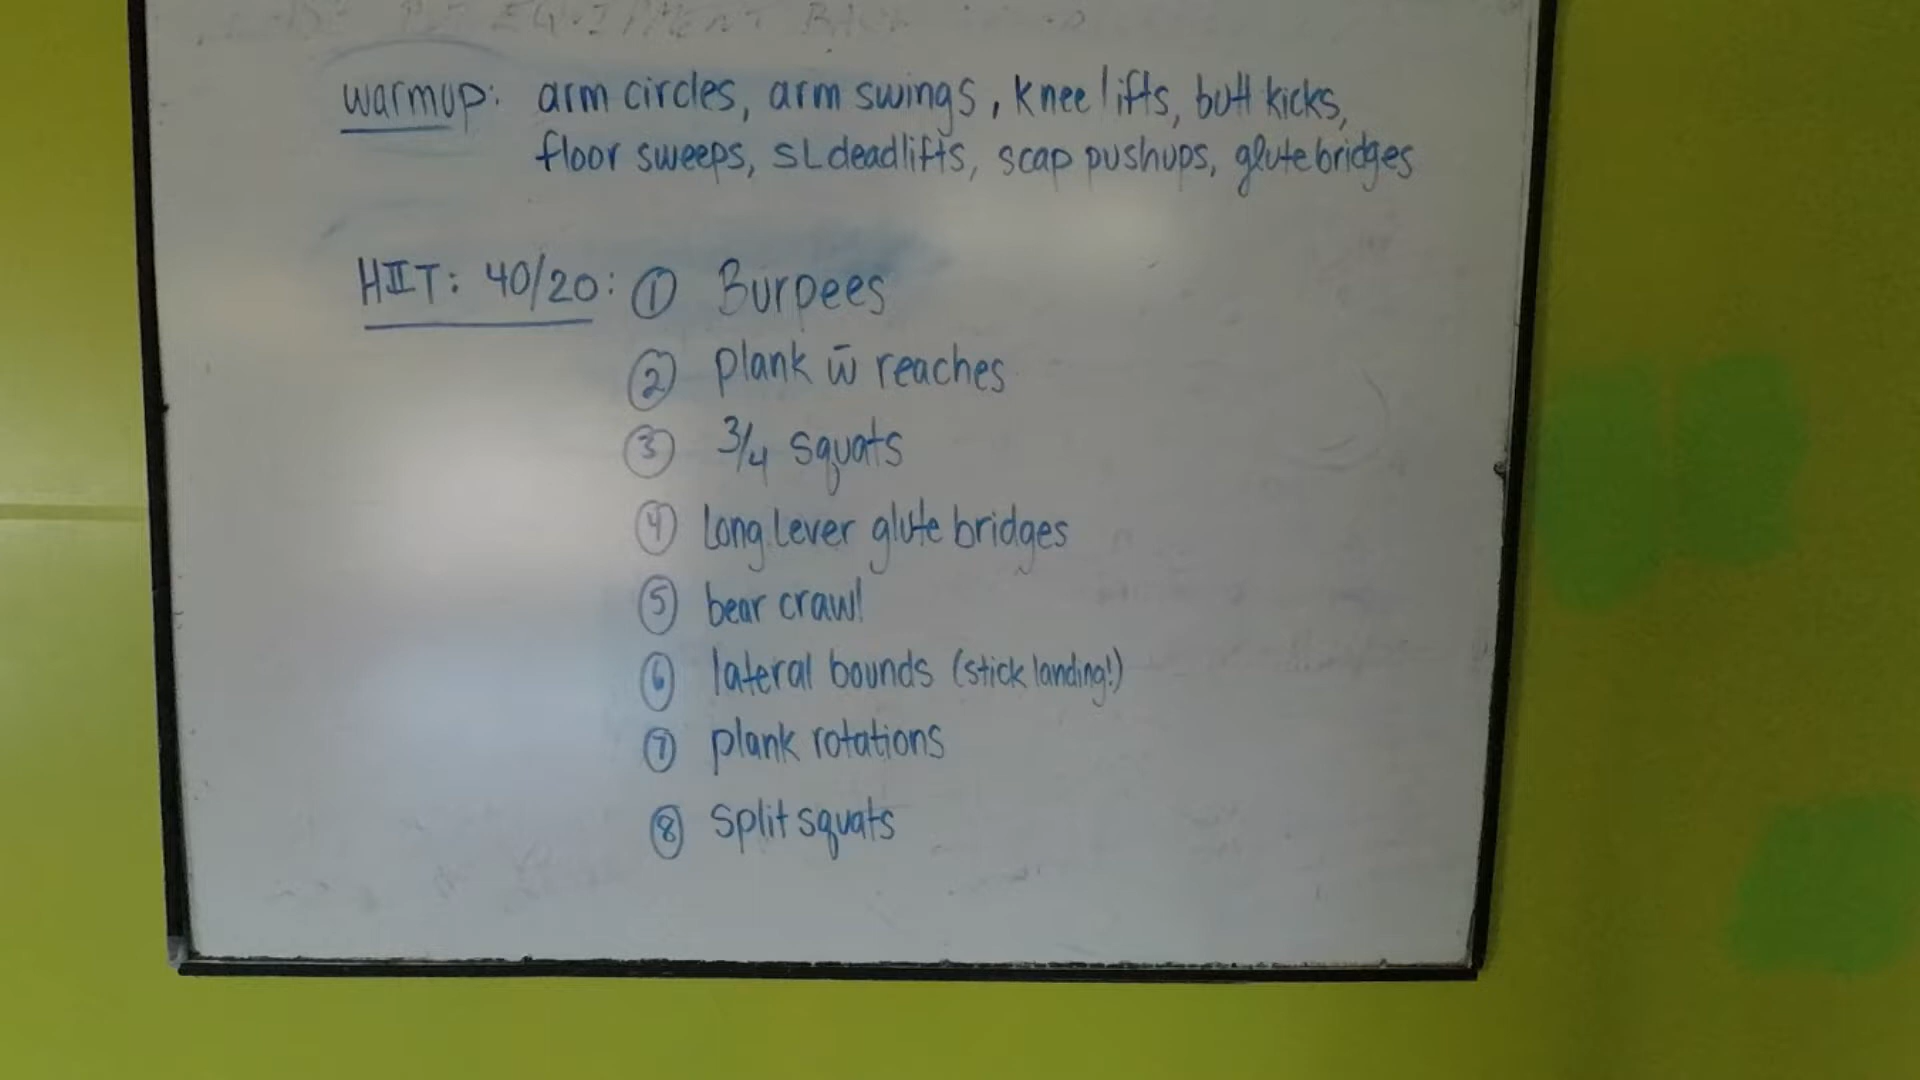 EQUIPMENT BACK
warmup: arm circles, arm swings, knee lifts, butt kicks,
floor sweeps, SL deadlifts, scap pushups, glute bridges
HIIT: 40/20: ① Burpees
② plank w̄ reaches
③ 3/4 squats
④ Long Lever glute bridges
⑤ bear crawl
⑥ lateral bounds (stick landing!)
⑦ plank rotations
⑧ split squats